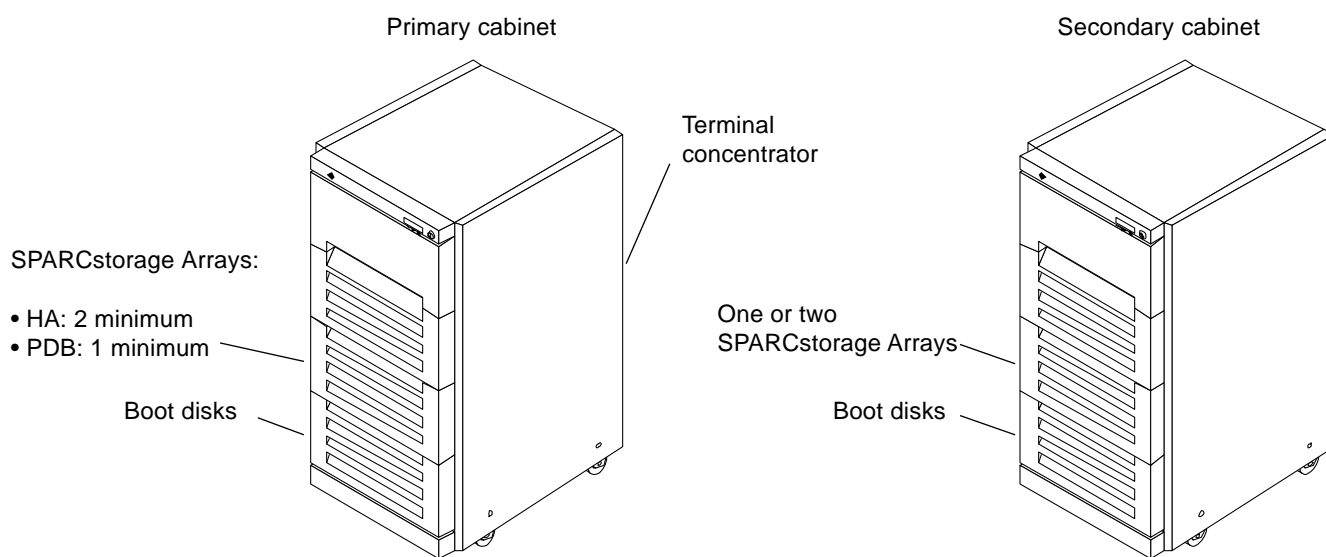 Primary cabinet
Secondary cabinet
Terminal
concentrator
SPARCstorage Arrays:
• HA: 2 minimum
• PDB: 1 minimum
Boot disks
One or two
SPARCstorage Arrays
Boot disks